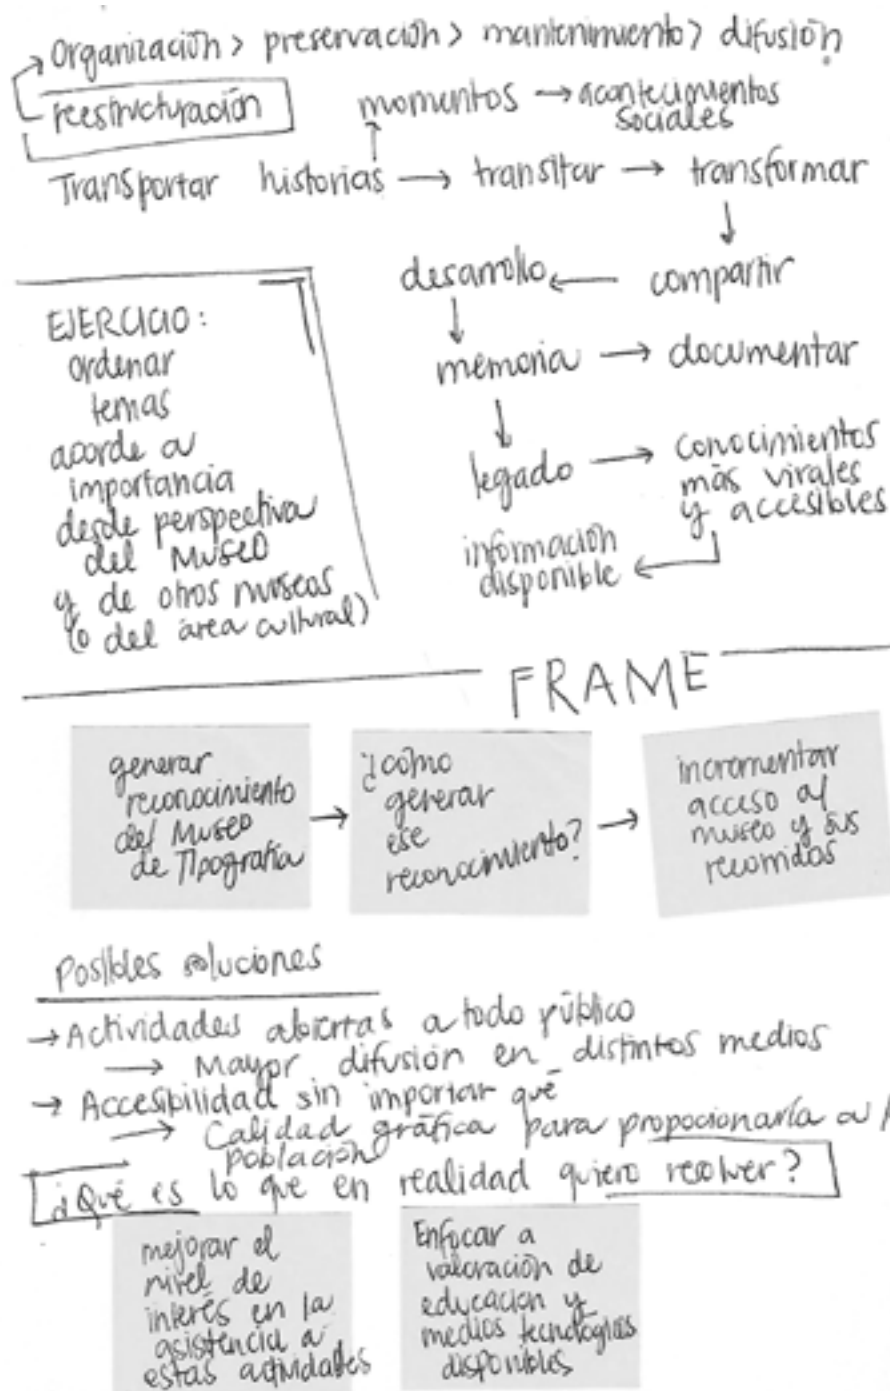 Organización > preservación > mantenimiento > difusión
reestructuración
momentos → acontecimientos
sociales
Transportar historias → transitar → transformar
desarrollo ← compartir
memoria → documentar
legado → conocimientos
más virales
y accesibles
información
disponible
EJERCICIO:
ordenar
temas
acorde a
importancia
desde perspectiva
del Museo
y de otros museos
(o del área cultural)
FRAME
generar
reconocimiento
del Museo
de Tipografía
¿cómo
generar
ese
reconocimiento?
incrementar
acceso al
museo y sus
recorridos
Posibles soluciones
→ Actividades abiertas a todo público
→ Mayor difusión en distintos medios
→ Accesibilidad sin importar qué
→ Calidad gráfica para propocionarla a
población
¿Qué es lo que en realidad quiero resolver?
mejorar el
nivel de
interés en la
asistencia a
estas actividades
Enfocar a
valoración de
educación y
medios tecnológicos
disponibles